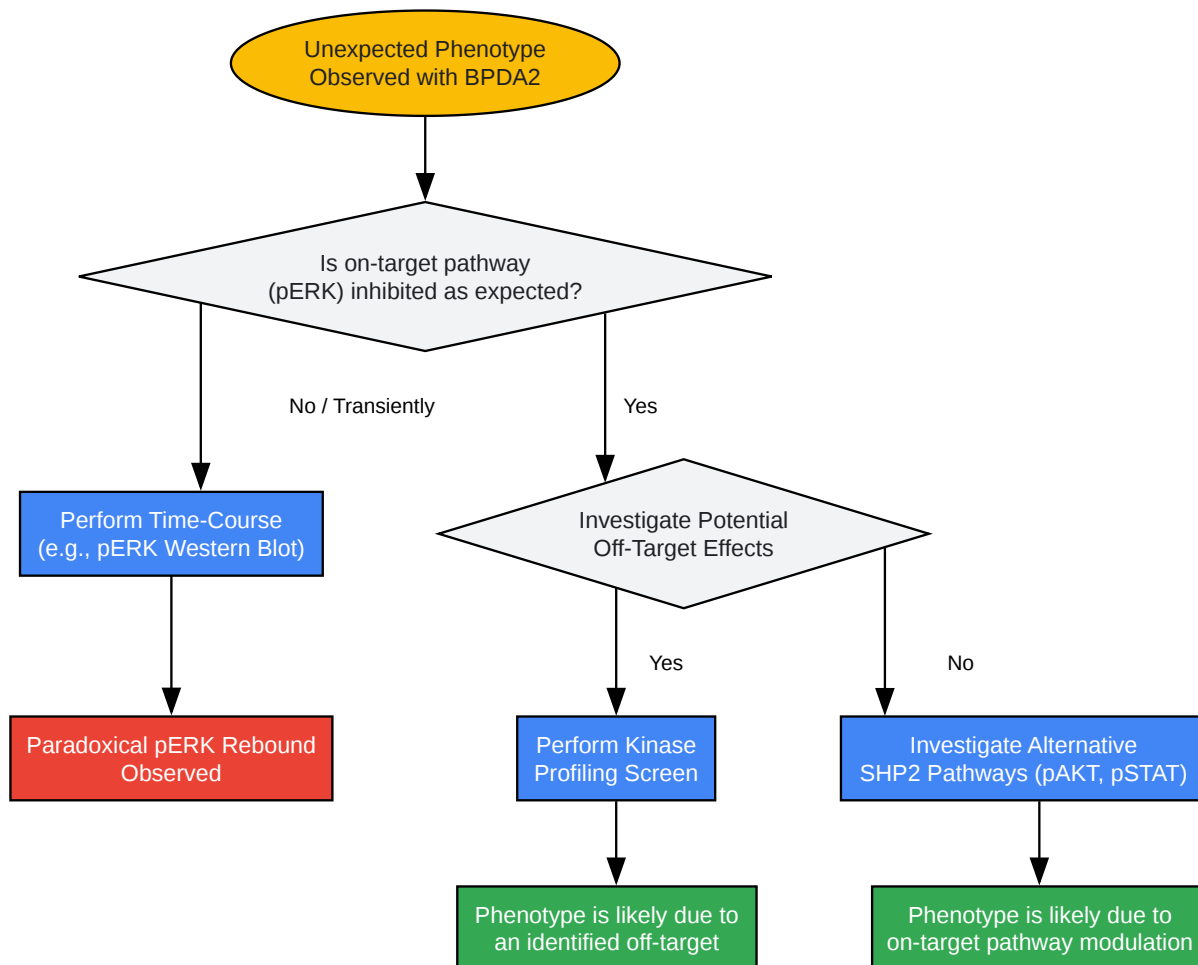 Unexpected Phenotype
Observed with BPDA2
Is on-target pathway
(pERK) inhibited as expected?
No / Transiently
Yes
Perform Time-Course
(e.g., pERK Western Blot)
Investigate Potential
Off-Target Effects
Yes
No
Paradoxical pERK Rebound
Observed
Perform Kinase
Profiling Screen
Investigate Alternative
SHP2 Pathways (pAKT, pSTAT)
Phenotype is likely due to
an identified off-target
Phenotype is likely due to
on-target pathway modulation